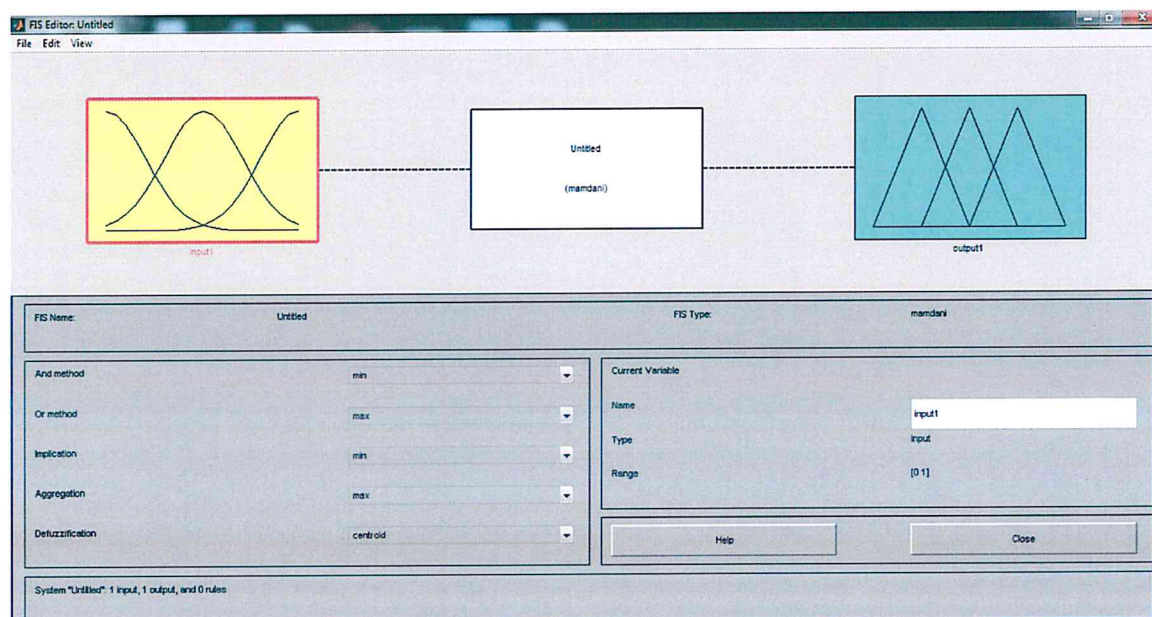 FIS Editor: Untitled
File Edit View
Untitled
(mamdani)
input1
output1
FIS Name: Untitled FIS Type: mamdani
And method min
Or method max
Implication min
Aggregation max
Defuzzification centroid
Current Variable
Name input1
Type input
Range [0 1]
Help Close
System "Untitled": 1 input, 1 output, and 0 rules